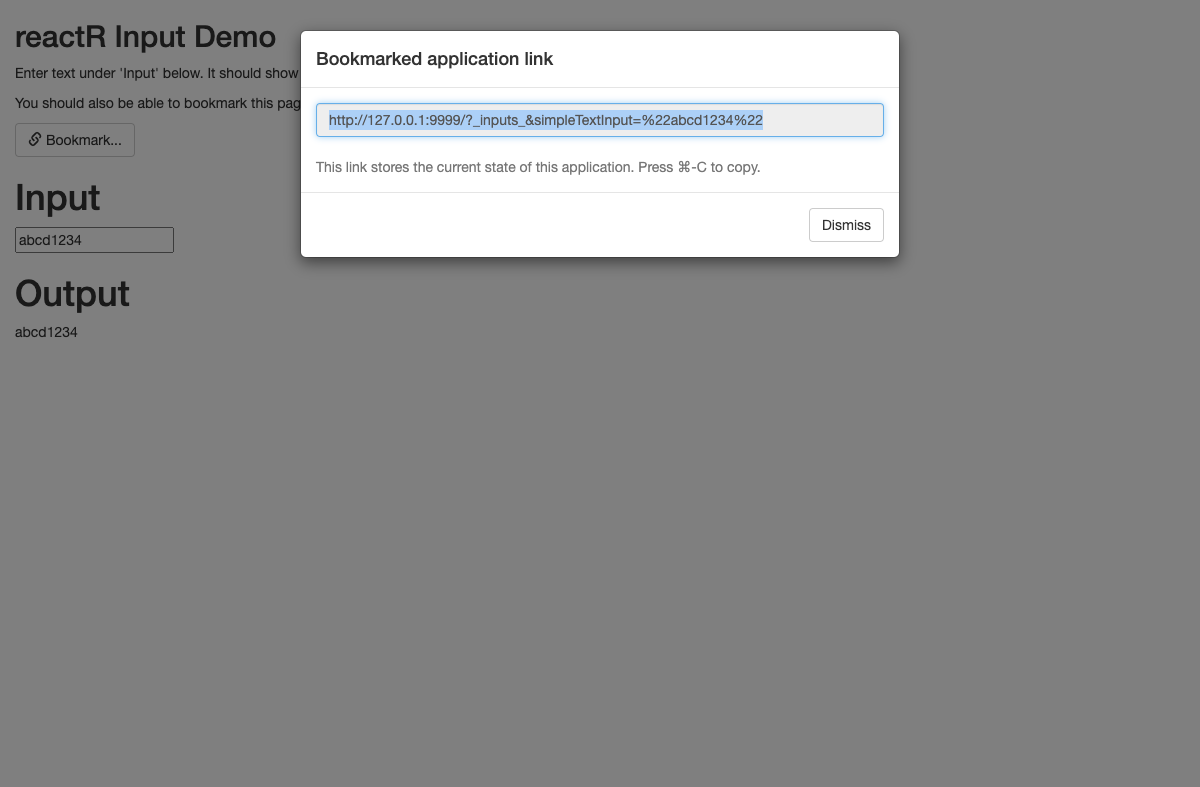 reactR Input Demo
Enter text under 'Input' below. It should show
You should also be able to bookmark this pag
Bookmark...
Input
abcd1234
Output
abcd1234
Bookmarked application link
http://127.0.0.1:9999/?_inputs_&simpleTextInput=%22abcd1234%22
This link stores the current state of this application. Press ⌘-C to copy.
Dismiss